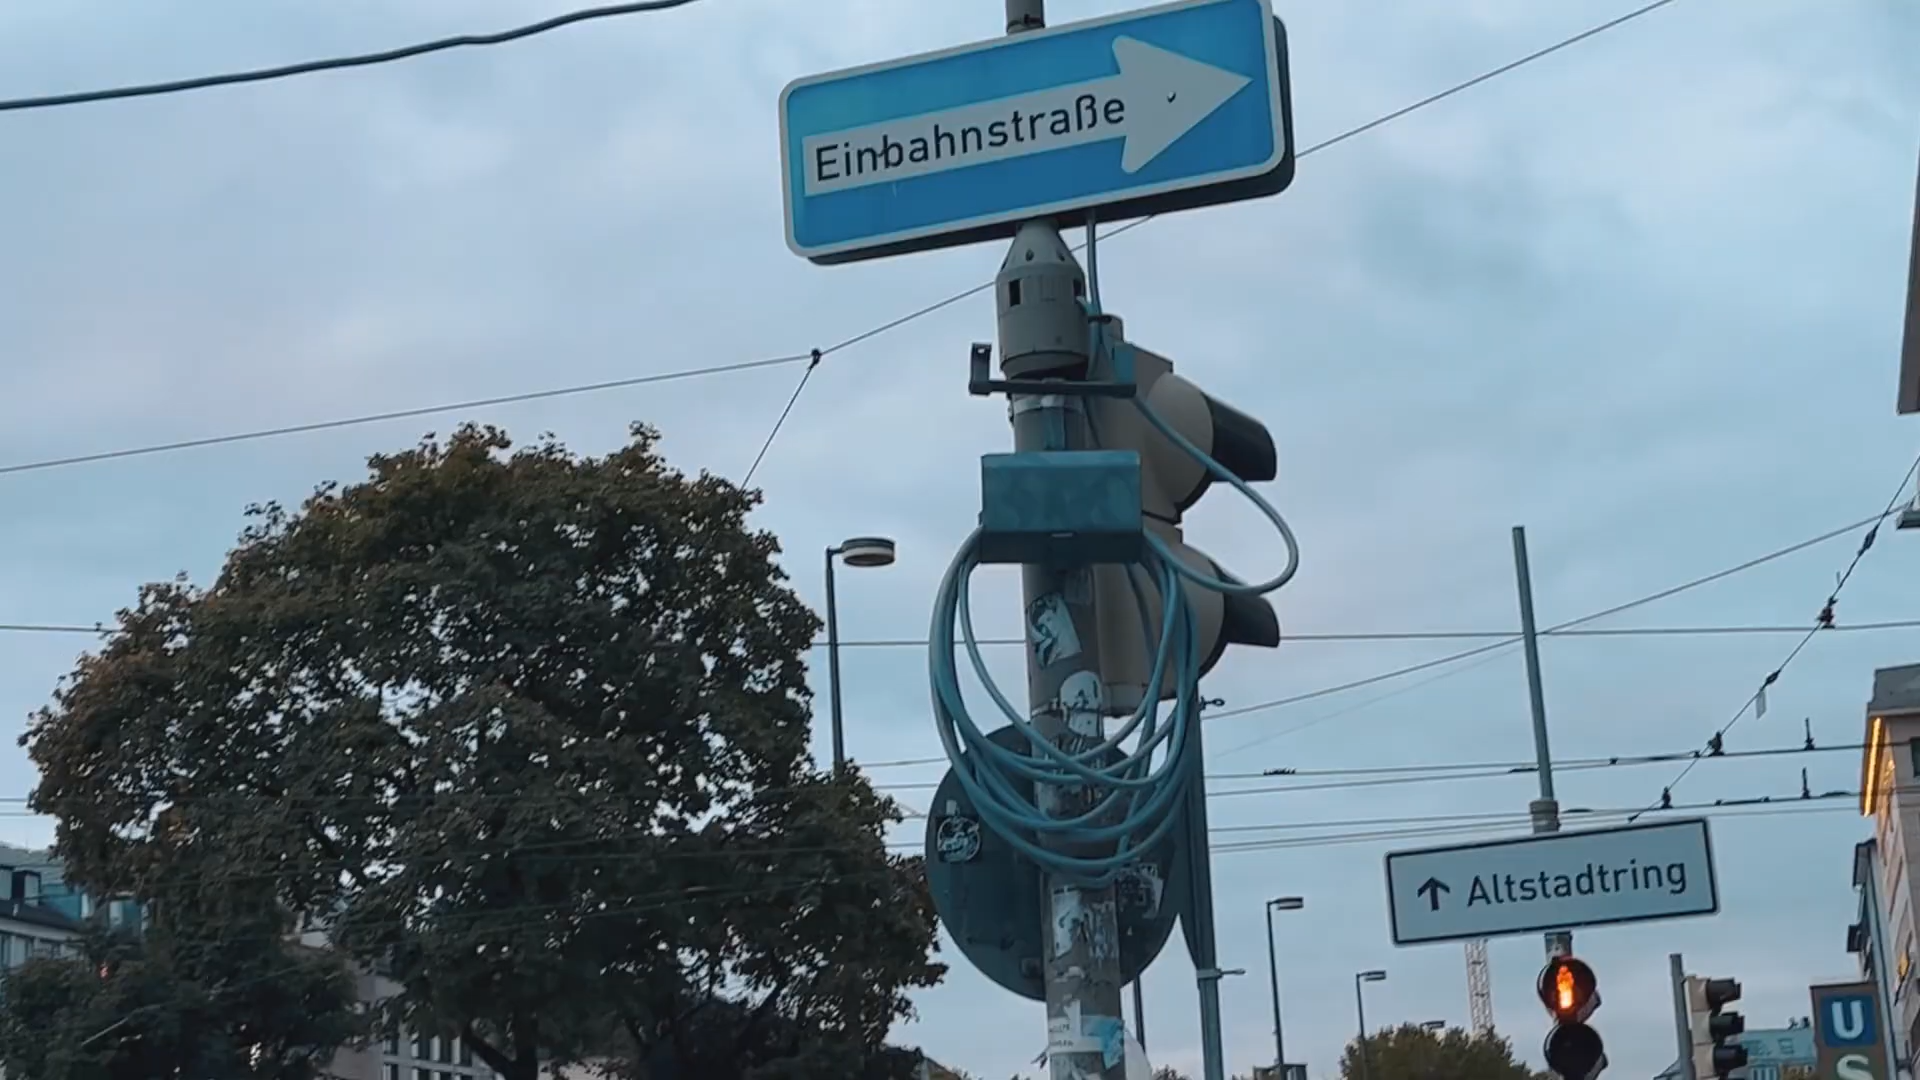 Einbahnstraße
↑ Altstadtring
U
S